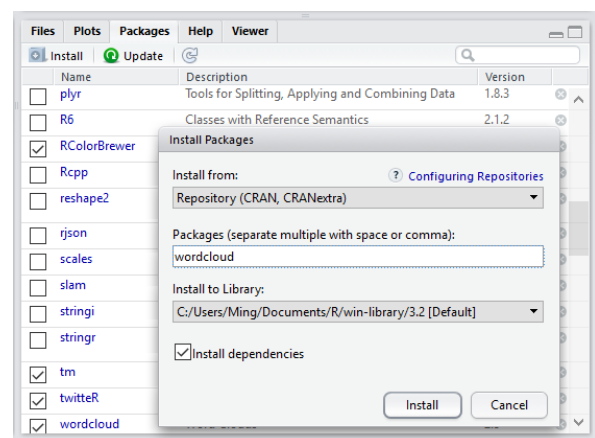 Files Plots Packages Help Viewer
Install Update
Name Description Version
plyr Tools for Splitting, Applying and Combining Data 1.8.3
R6 Classes with Reference Semantics 2.1.2
RColorBrewer
Install Packages
Rcpp
Install from: ? Configuring Repositories
reshape2
Repository (CRAN, CRANextra)
rjson
Packages (separate multiple with space or comma):
scales
wordcloud
slam
Install to Library:
stringi
C:/Users/Ming/Documents/R/win-library/3.2 [Default]
stringr
Install dependencies
tm
twitteR
Install Cancel
wordcloud